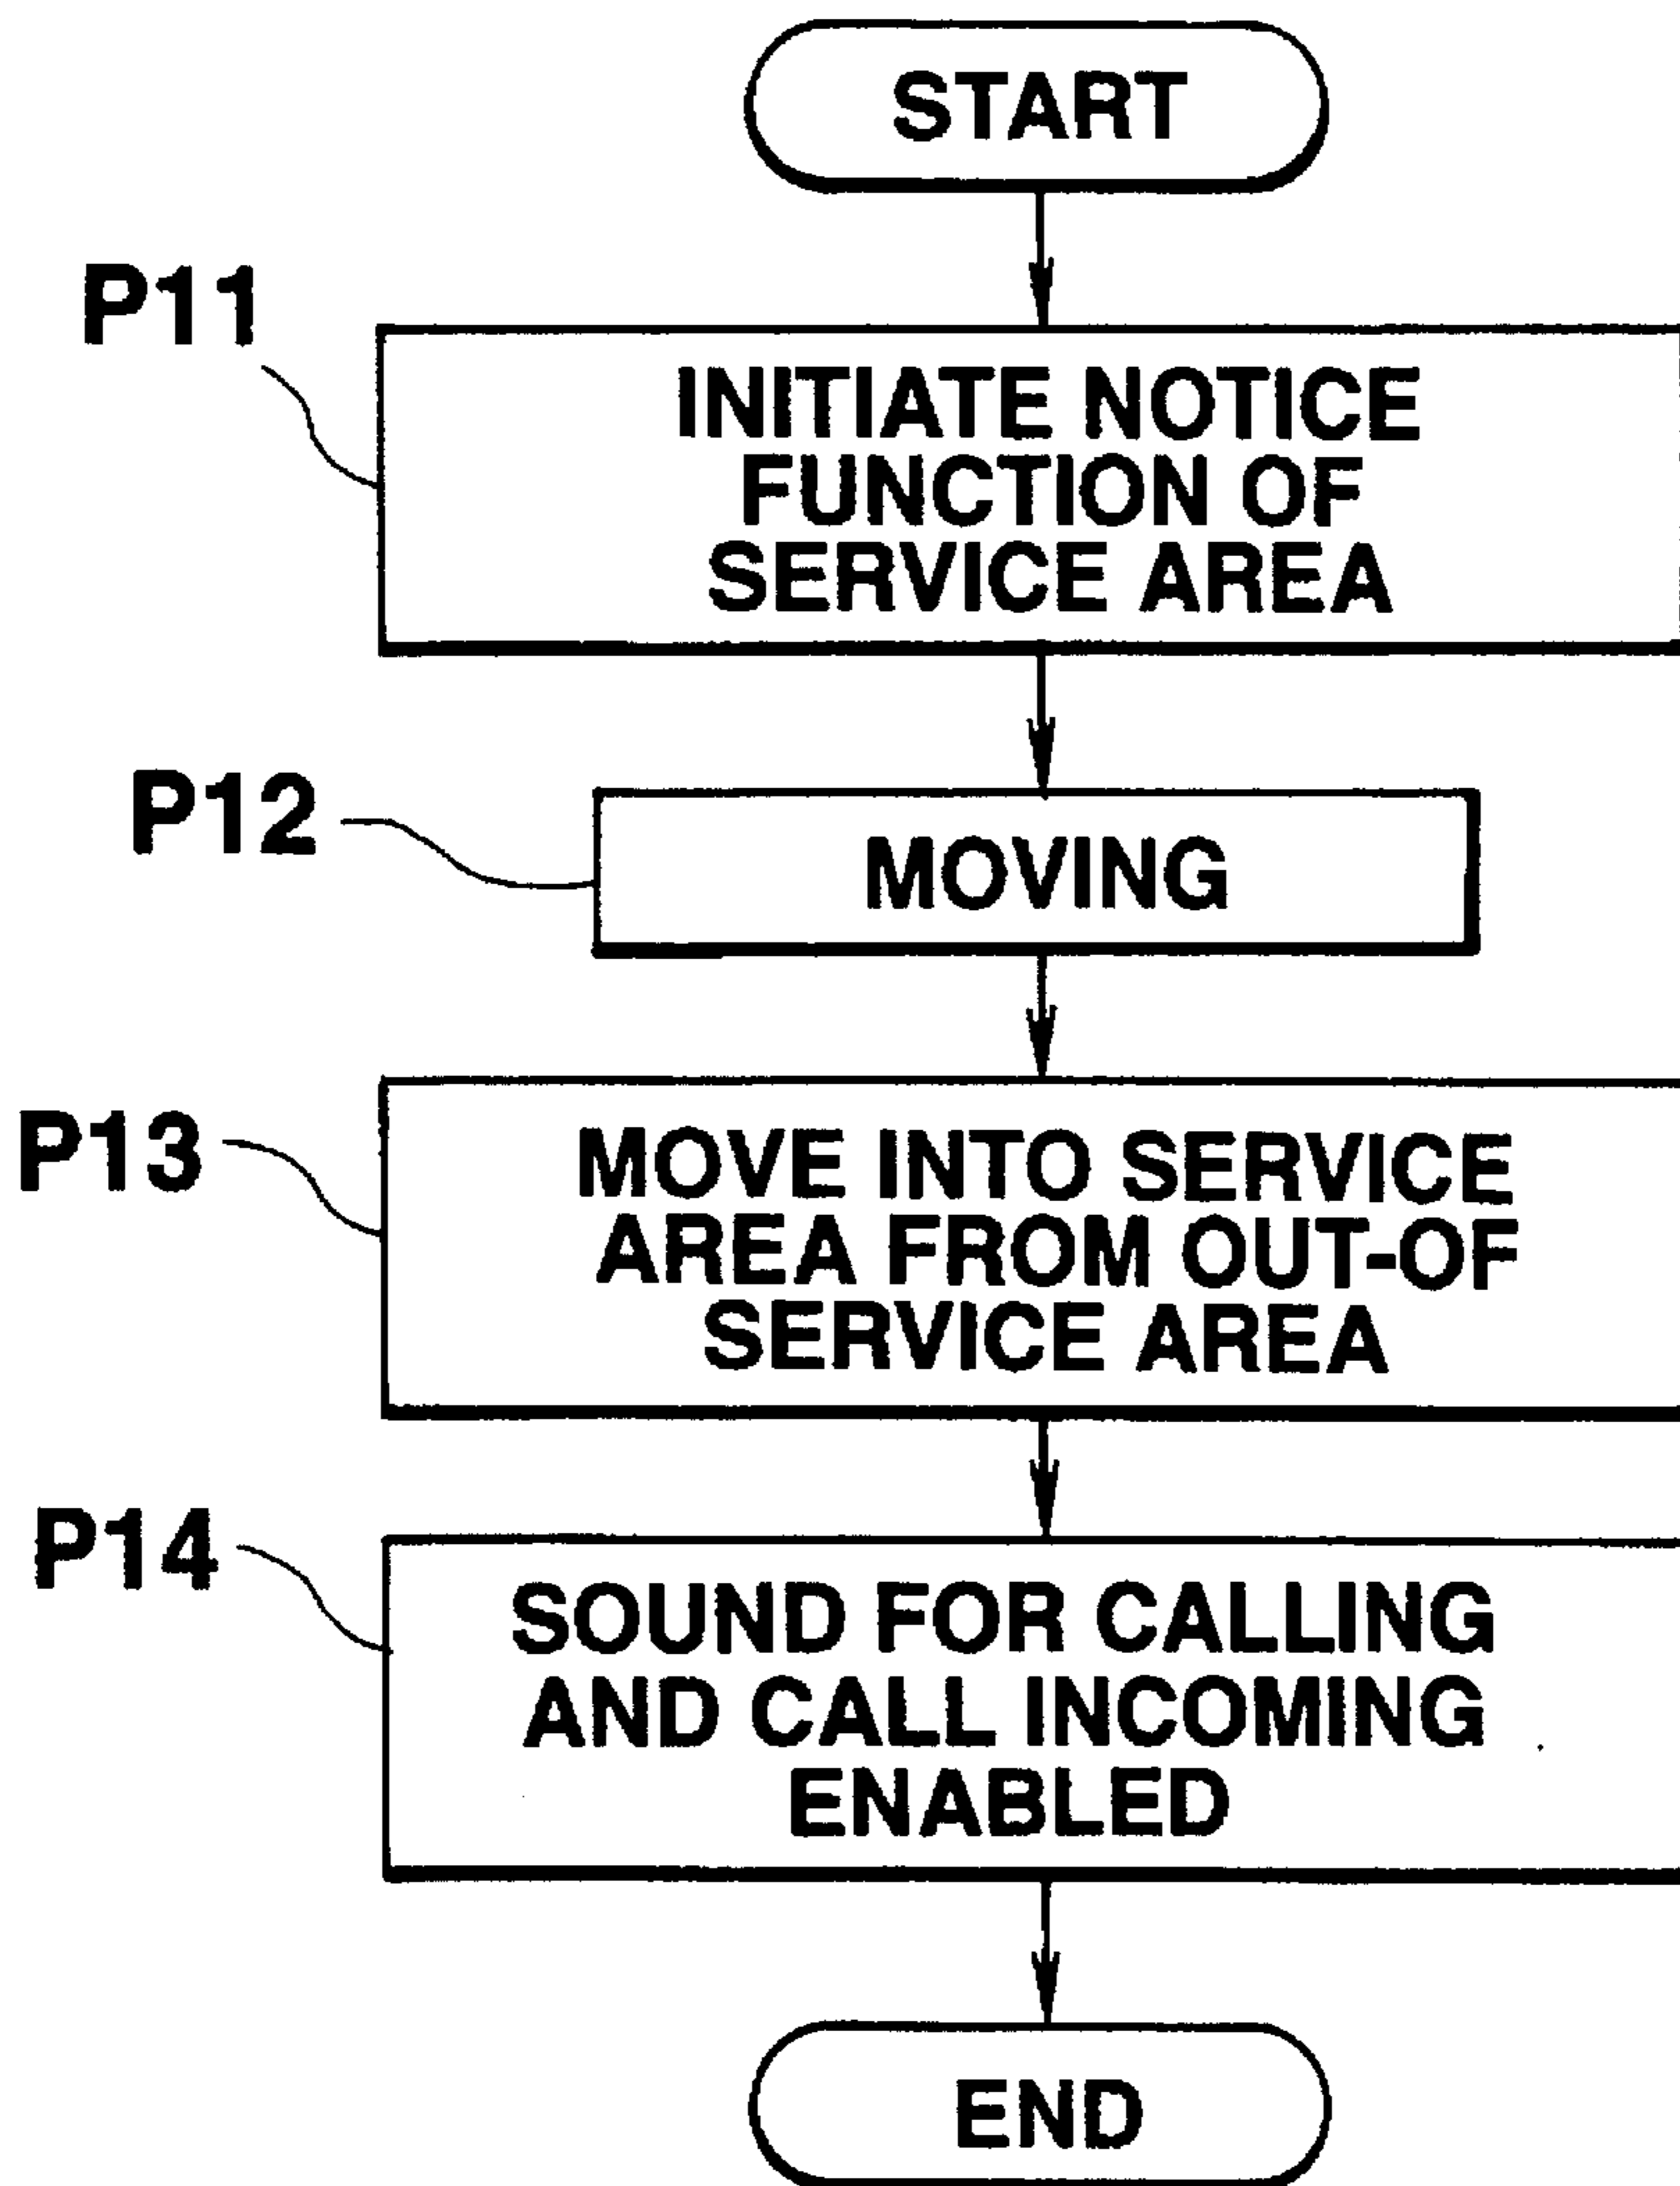 START
P11
INITIATE NOTICE
FUNCTION OF
SERVICE AREA
P12
MOVING
P13
MOVE INTO SERVICE
AREA FROM OUT-OF
SERVICE AREA
P14
SOUND FOR CALLING
AND CALL INCOMING
ENABLED
END